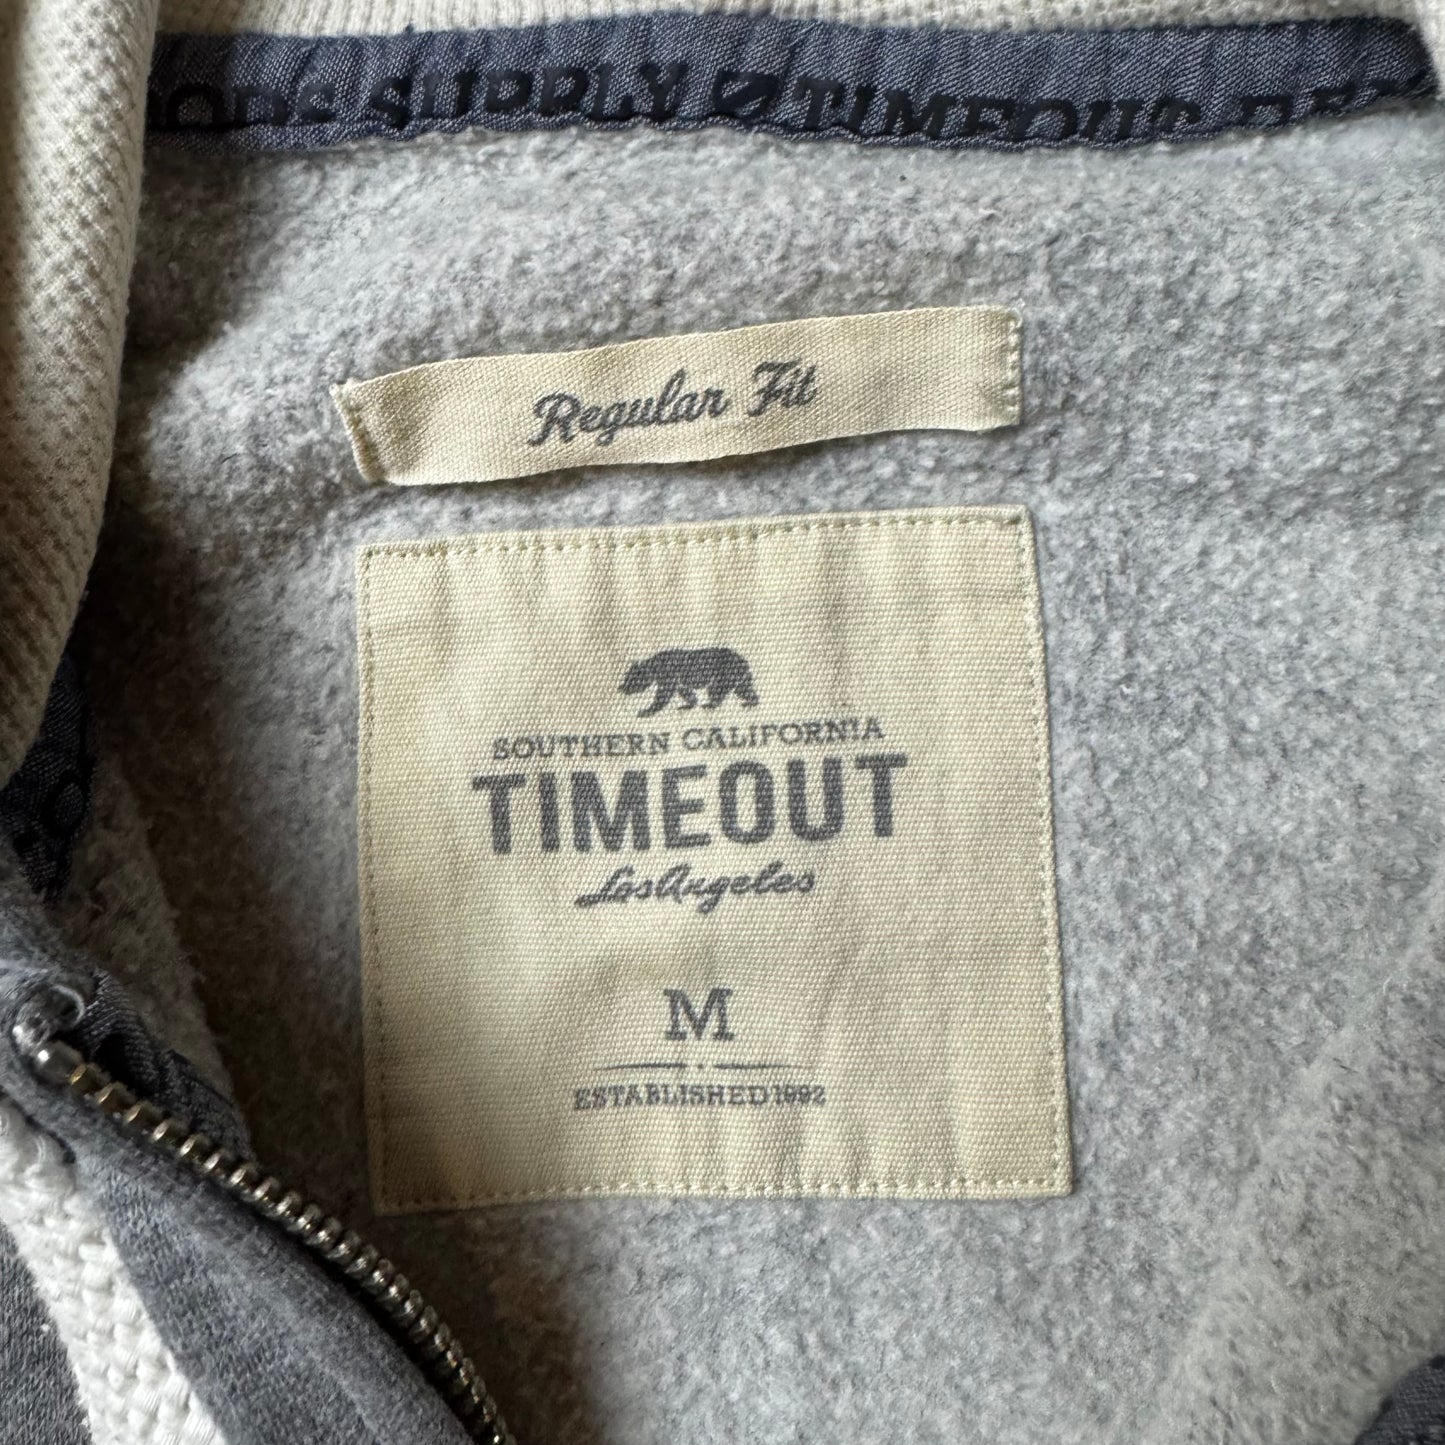 SUPPLY TIMEOUT
Regular Fit
SOUTHERN CALIFORNIA
TIMEOUT
Los Angeles
M
ESTABLISHED 1992